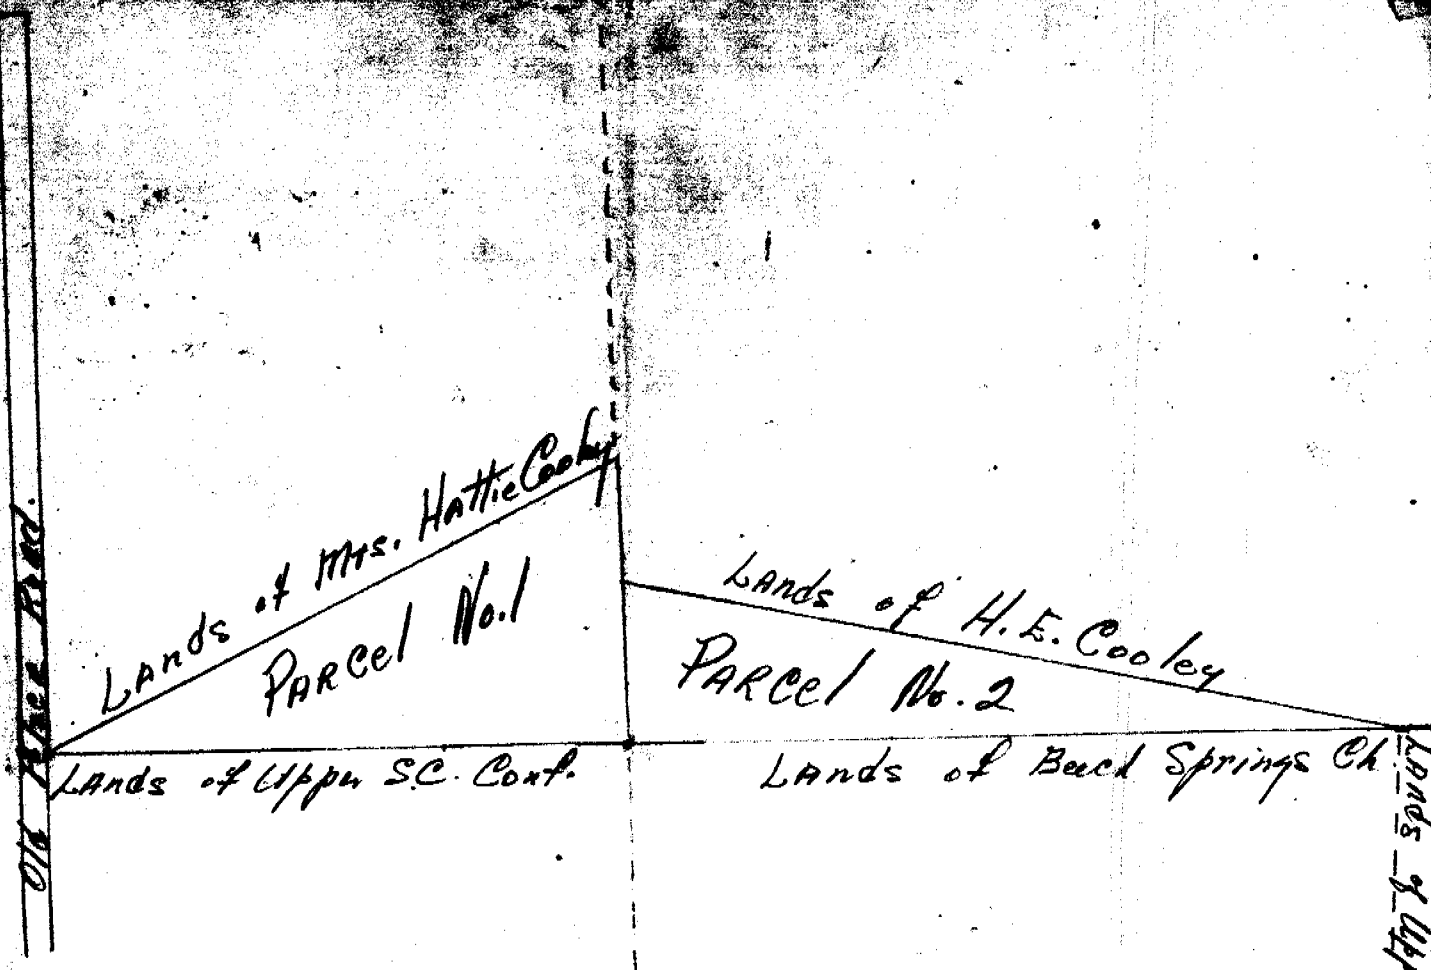 Old Rice Road.
Lands of Mrs. Hattie Cooley
Parcel No. 1
Lands of H. E. Cooley
Parcel No. 2
Lands of Upper S.C. Conf.
Lands of Beech Springs Ch.
Lands of